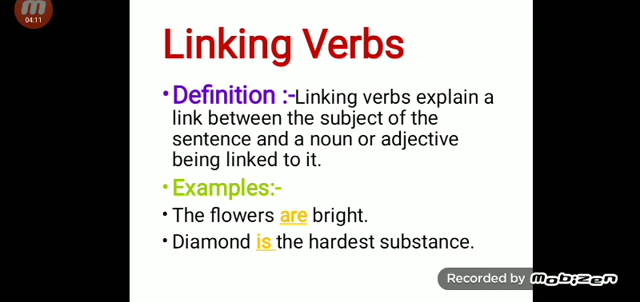 04:11
Linking Verbs
•Definition :-Linking verbs explain a
link between the subject of the
sentence and a noun or adjective
being linked to it.
•Examples:-
•The flowers are bright.
•Diamond is the hardest substance.
Recorded by mobizen